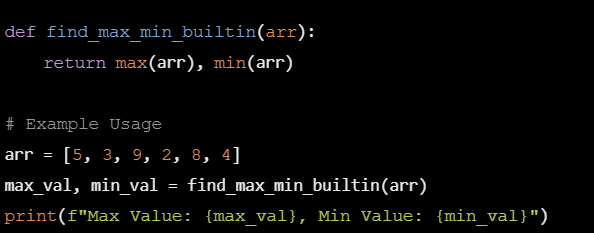 def find_max_min_builtin(arr):
    return max(arr), min(arr)
# Example Usage
arr = [5, 3, 9, 2, 8, 4]
max_val, min_val = find_max_min_builtin(arr)
print(f"Max Value: {max_val}, Min Value: {min_val}")